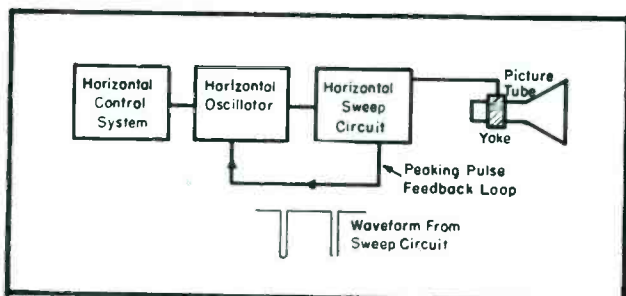 Horizontal
Control
System
Horizontal
Oscillator
Horizontal
Sweep
Circuit
Picture
Tube
Yoke
Peaking Pulse
Feedback Loop
Waveform From
Sweep Circuit